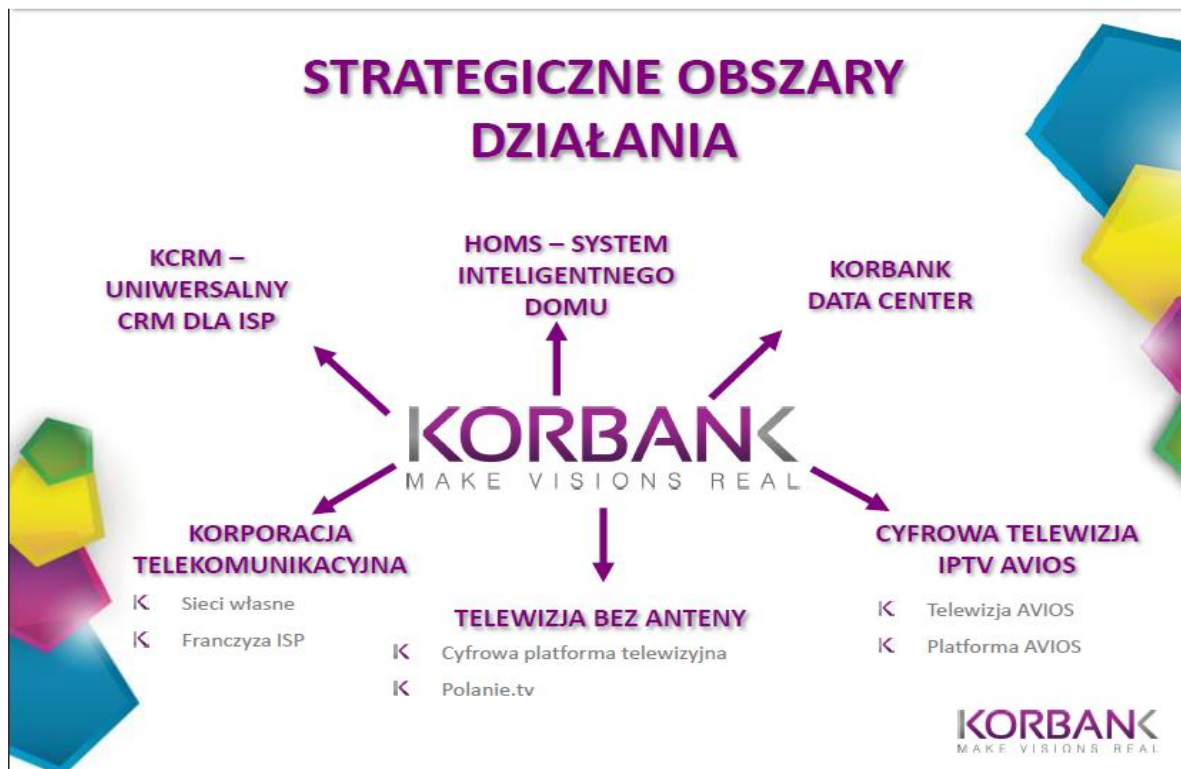 STRATEGICZNE OBSZARY
DZIAŁANIA
KCRM –
UNIWERSALNY
CRM DLA ISP
HOMS – SYSTEM
INTELIGENTNEGO
DOMU
KORBANK
DATA CENTER
KORBANK
MAKE VISIONS REAL
KORPORACJA
TELEKOMUNIKACYJNA
Sieci własne
Franczyza ISP
TELEWIZJA BEZ ANTENY
Cyfrowa platforma telewizyjna
Polanie.tv
CYFROWA TELEWIZJA
IPTV AVIOS
Telewizja AVIOS
Platforma AVIOS
KORBANK
MAKE VISIONS REAL